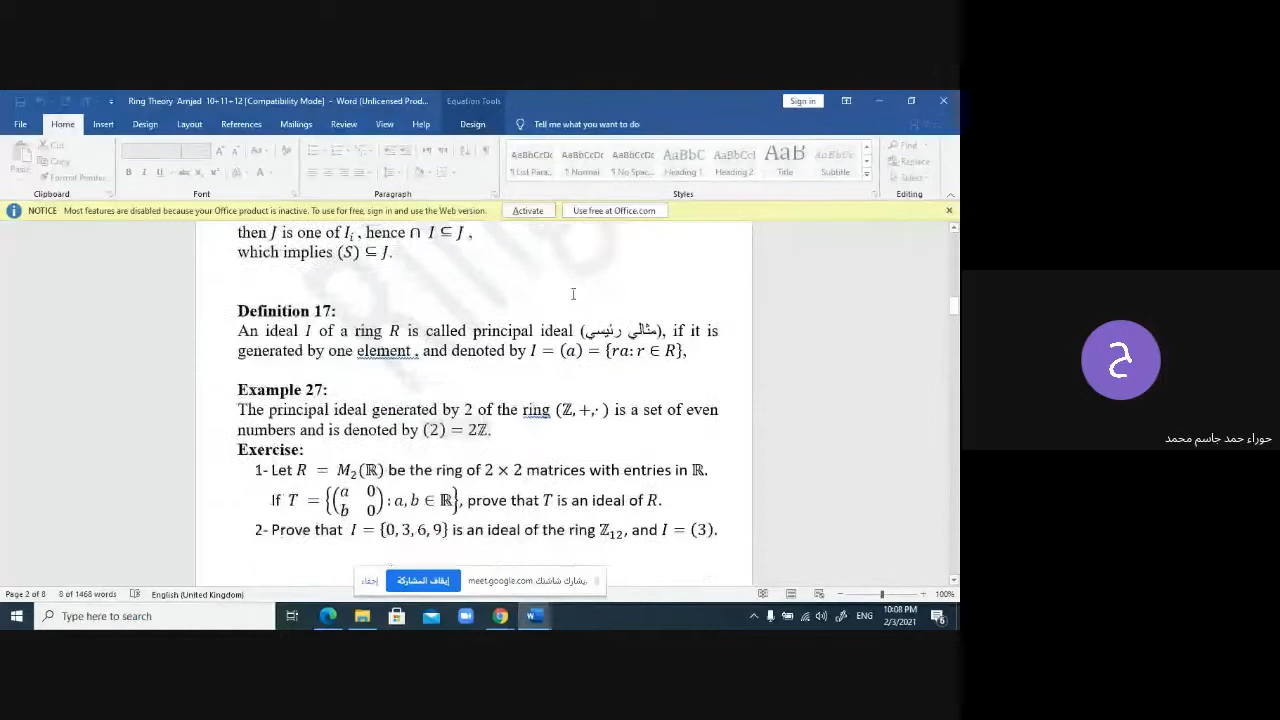 Ring Theory Amjad 10+11+12 [Compatibility Mode] - Word (Unlicensed Prod...
Equation Tools
Sign in
File Home Insert Design Layout References Mailings Review View Help Design Tell me what you want to do
Cut
Copy
Format Painter
Paste
Find
Replace
Select
AaBbCcDc AaBbCcDc AaBbCcDc AaBbC AaBbCcI AaB AaBbCcDc
¶ List Para... ¶ Normal ¶ No Spac... Heading 1 Heading 2 Title Subtitle
Clipboard Font Paragraph Styles Editing
NOTICE Most features are disabled because your Office product is inactive. To use for free, sign in and use the Web version. Activate Use free at Office.com
then J is one of Iᵢ , hence ∩ I ⊆ J ,
which implies (S) ⊆ J.
Definition 17:
An ideal I of a ring R is called principal ideal (مثالي رئيسي), if it is
generated by one element , and denoted by I = (a) = {ra: r ∈ R},
Example 27:
The principal ideal generated by 2 of the ring (ℤ, +,· ) is a set of even
numbers and is denoted by (2) = 2ℤ.
Exercise:
1- Let R = M₂(ℝ) be the ring of 2 × 2 matrices with entries in ℝ.
If T = {(a 0
b 0) : a, b ∈ ℝ}, prove that T is an ideal of R.
2- Prove that I = {0, 3, 6, 9} is an ideal of the ring ℤ₁₂, and I = (3).
حوراء حمد جاسم محمد
ح
يشارك شاشتك meet.google.com. إيقاف المشاركة إخفاء
Page 2 of 8 8 of 1468 words English (United Kingdom) 100%
Type here to search
ENG
10:08 PM
2/3/2021
6